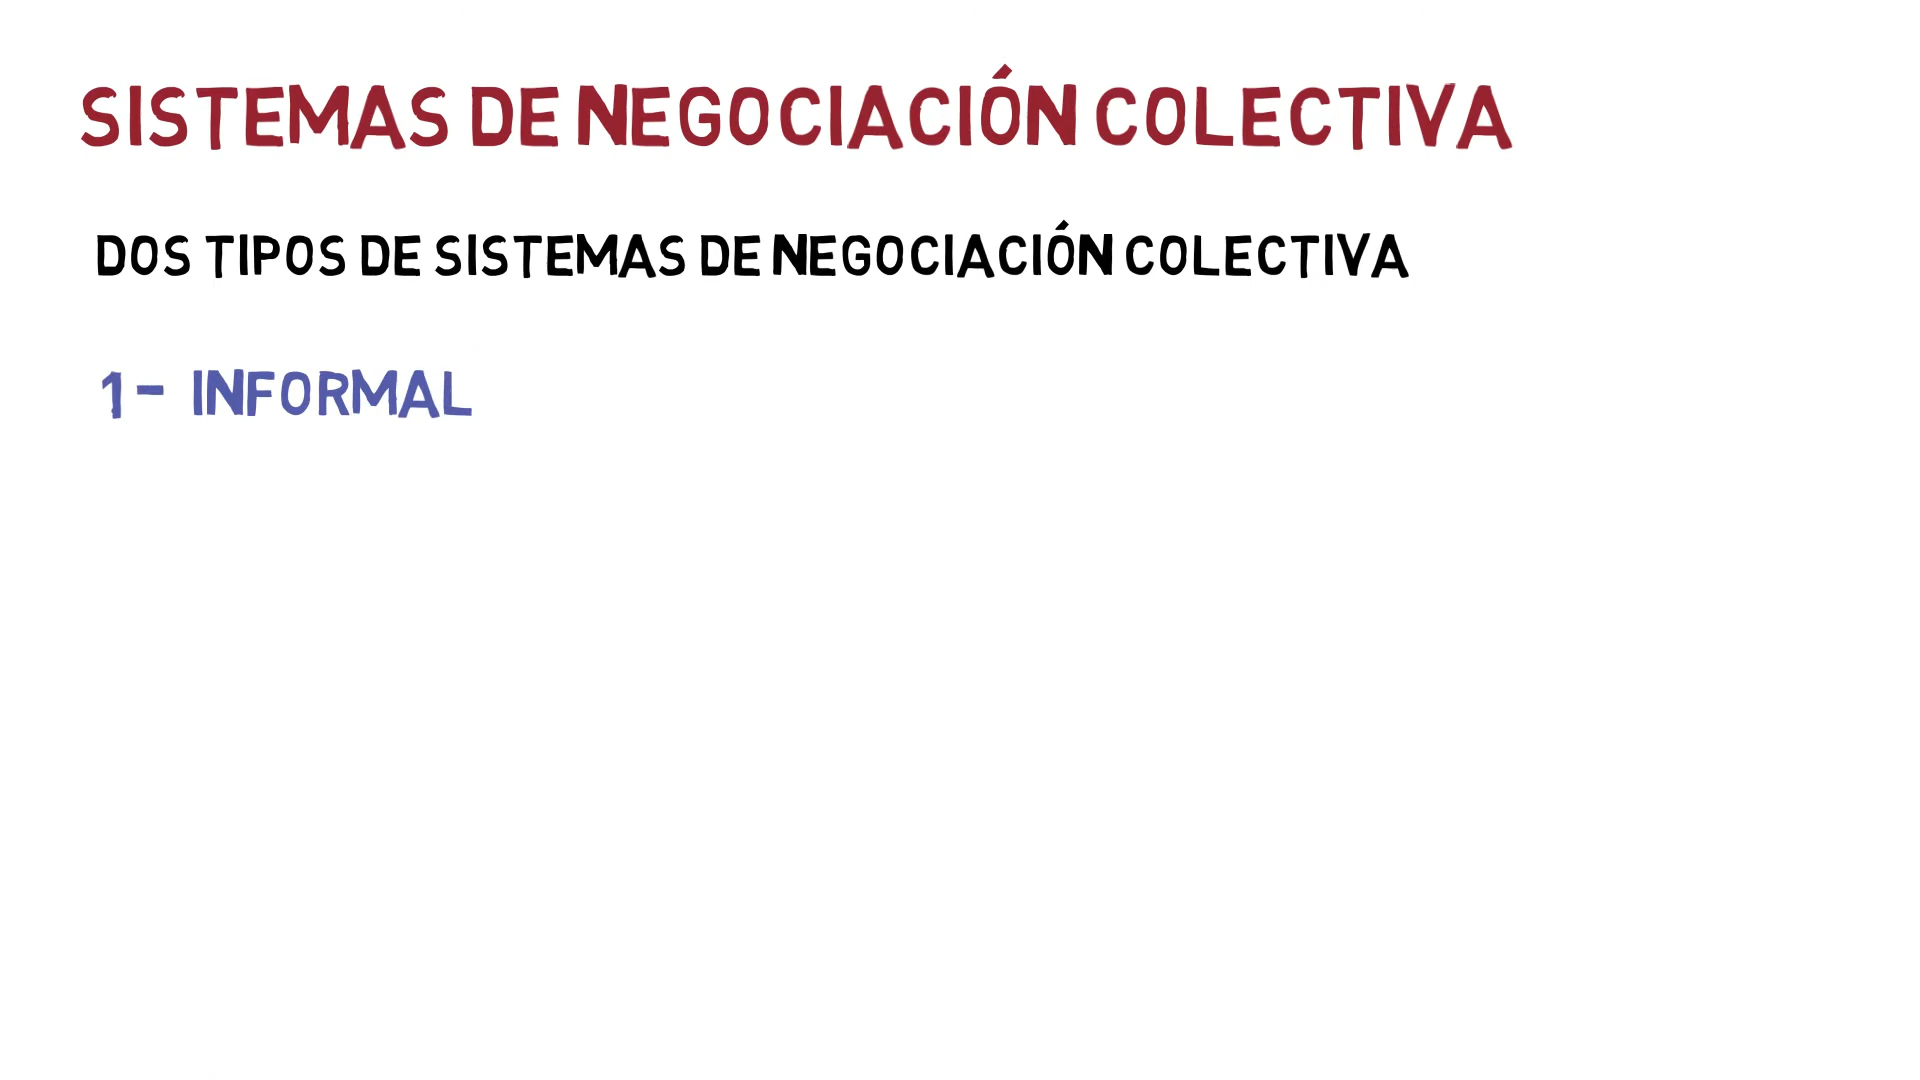 SISTEMAS DE NEGOCIACIÓN COLECTIVA
DOS TIPOS DE SISTEMAS DE NEGOCIACIÓN COLECTIVA
1- INFORMAL